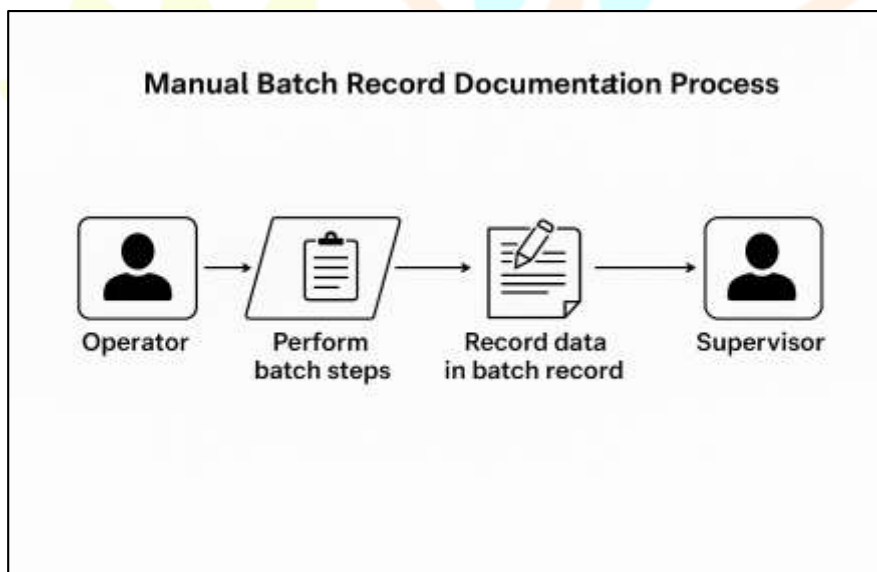 Manual Batch Record Documentation Process
Operator
Perform
batch steps
Record data
in batch record
Supervisor